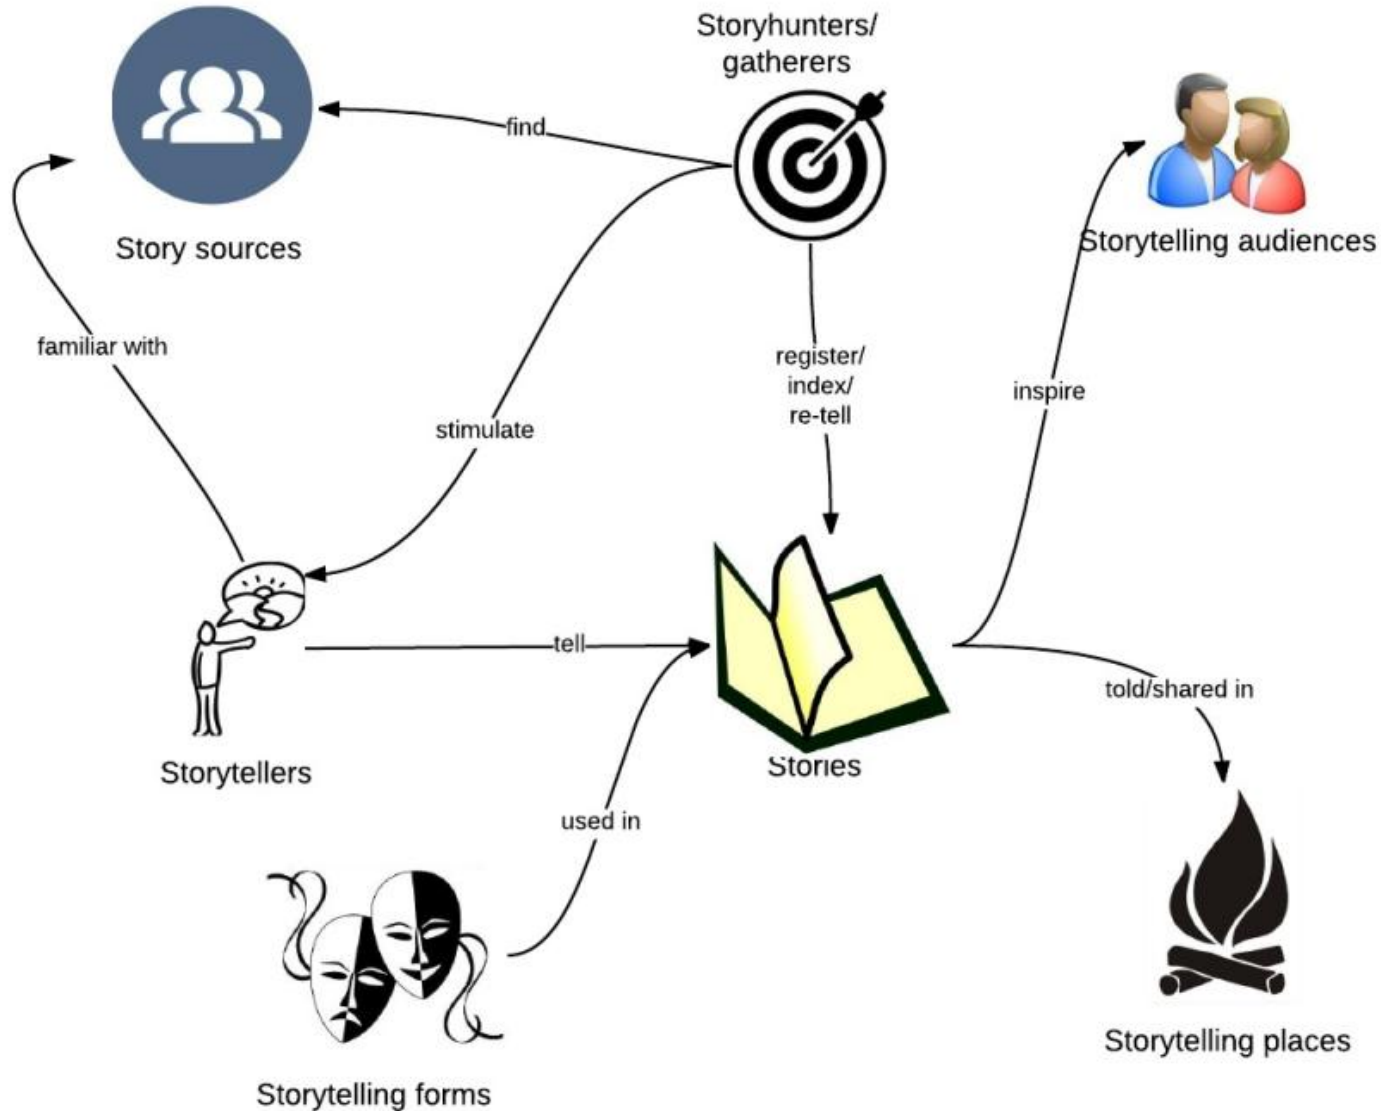 Storyhunters/
gatherers
find
Story sources
Storytelling audiences
familiar with
register/
index/
re-tell
inspire
stimulate
tell
told/shared in
Storytellers
Stories
used in
Storytelling places
Storytelling forms